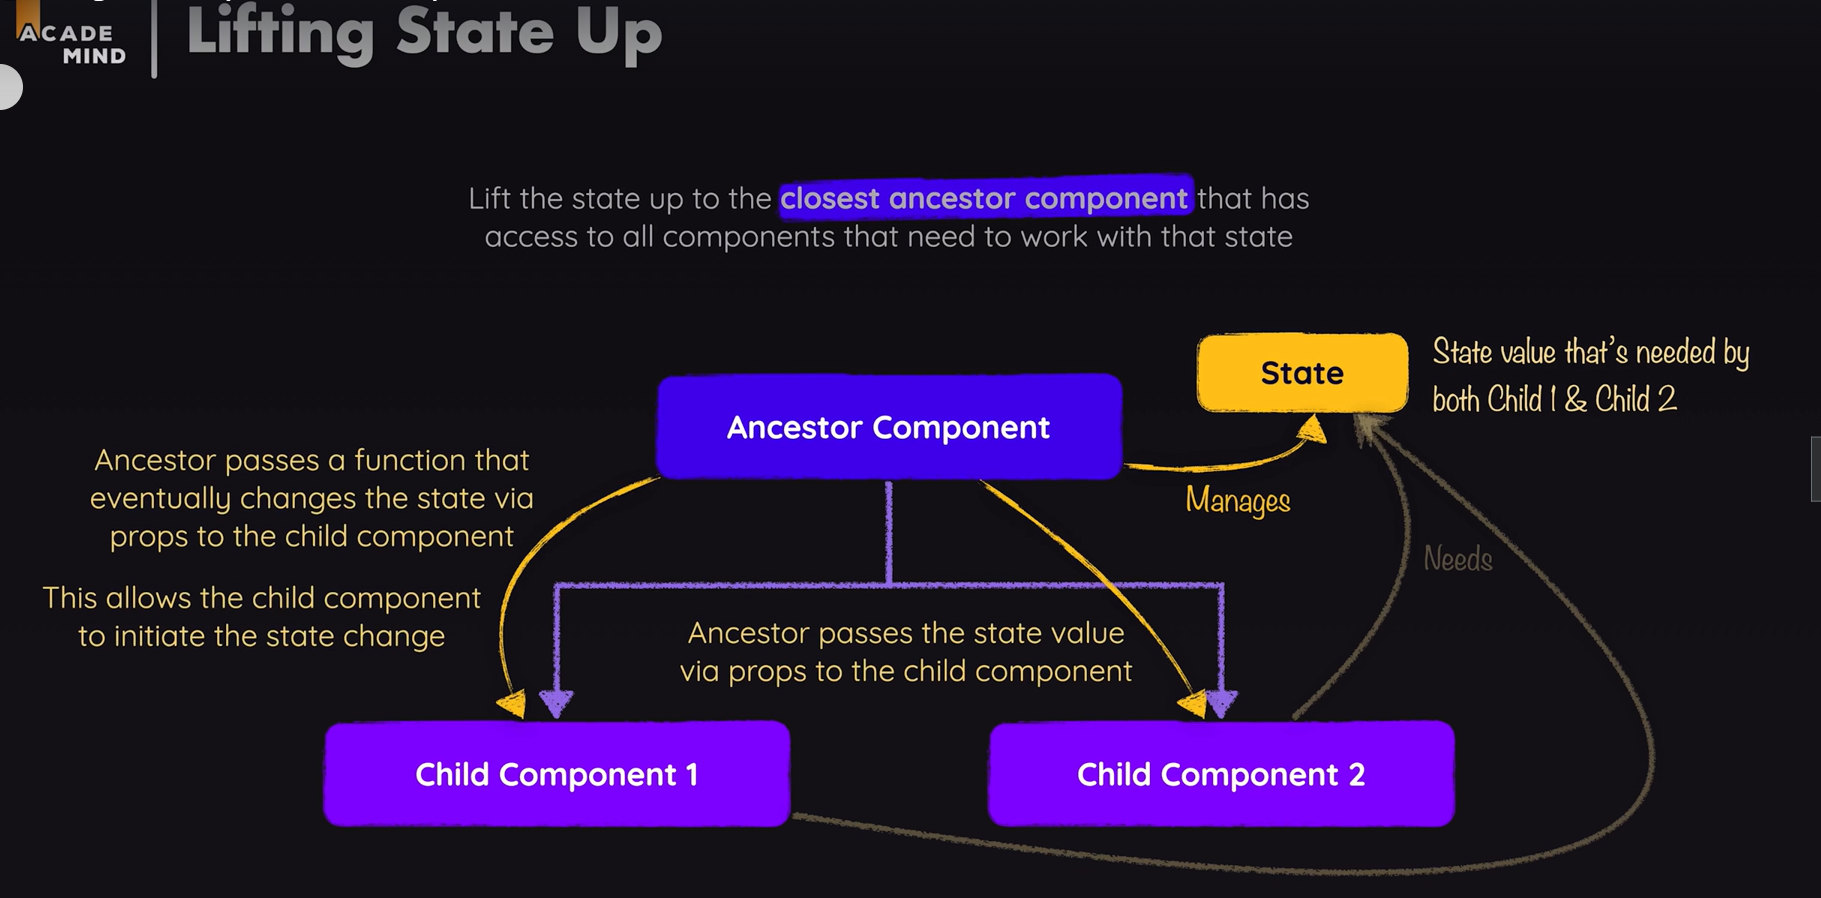 ACADE
MIND
Lifting State Up
Lift the state up to the closest ancestor component that has
access to all components that need to work with that state
State
State value that's needed by
both Child 1 & Child 2
Ancestor Component
Manages
Ancestor passes a function that
eventually changes the state via
props to the child component
This allows the child component
to initiate the state change
Needs
Ancestor passes the state value
via props to the child component
Child Component 1
Child Component 2